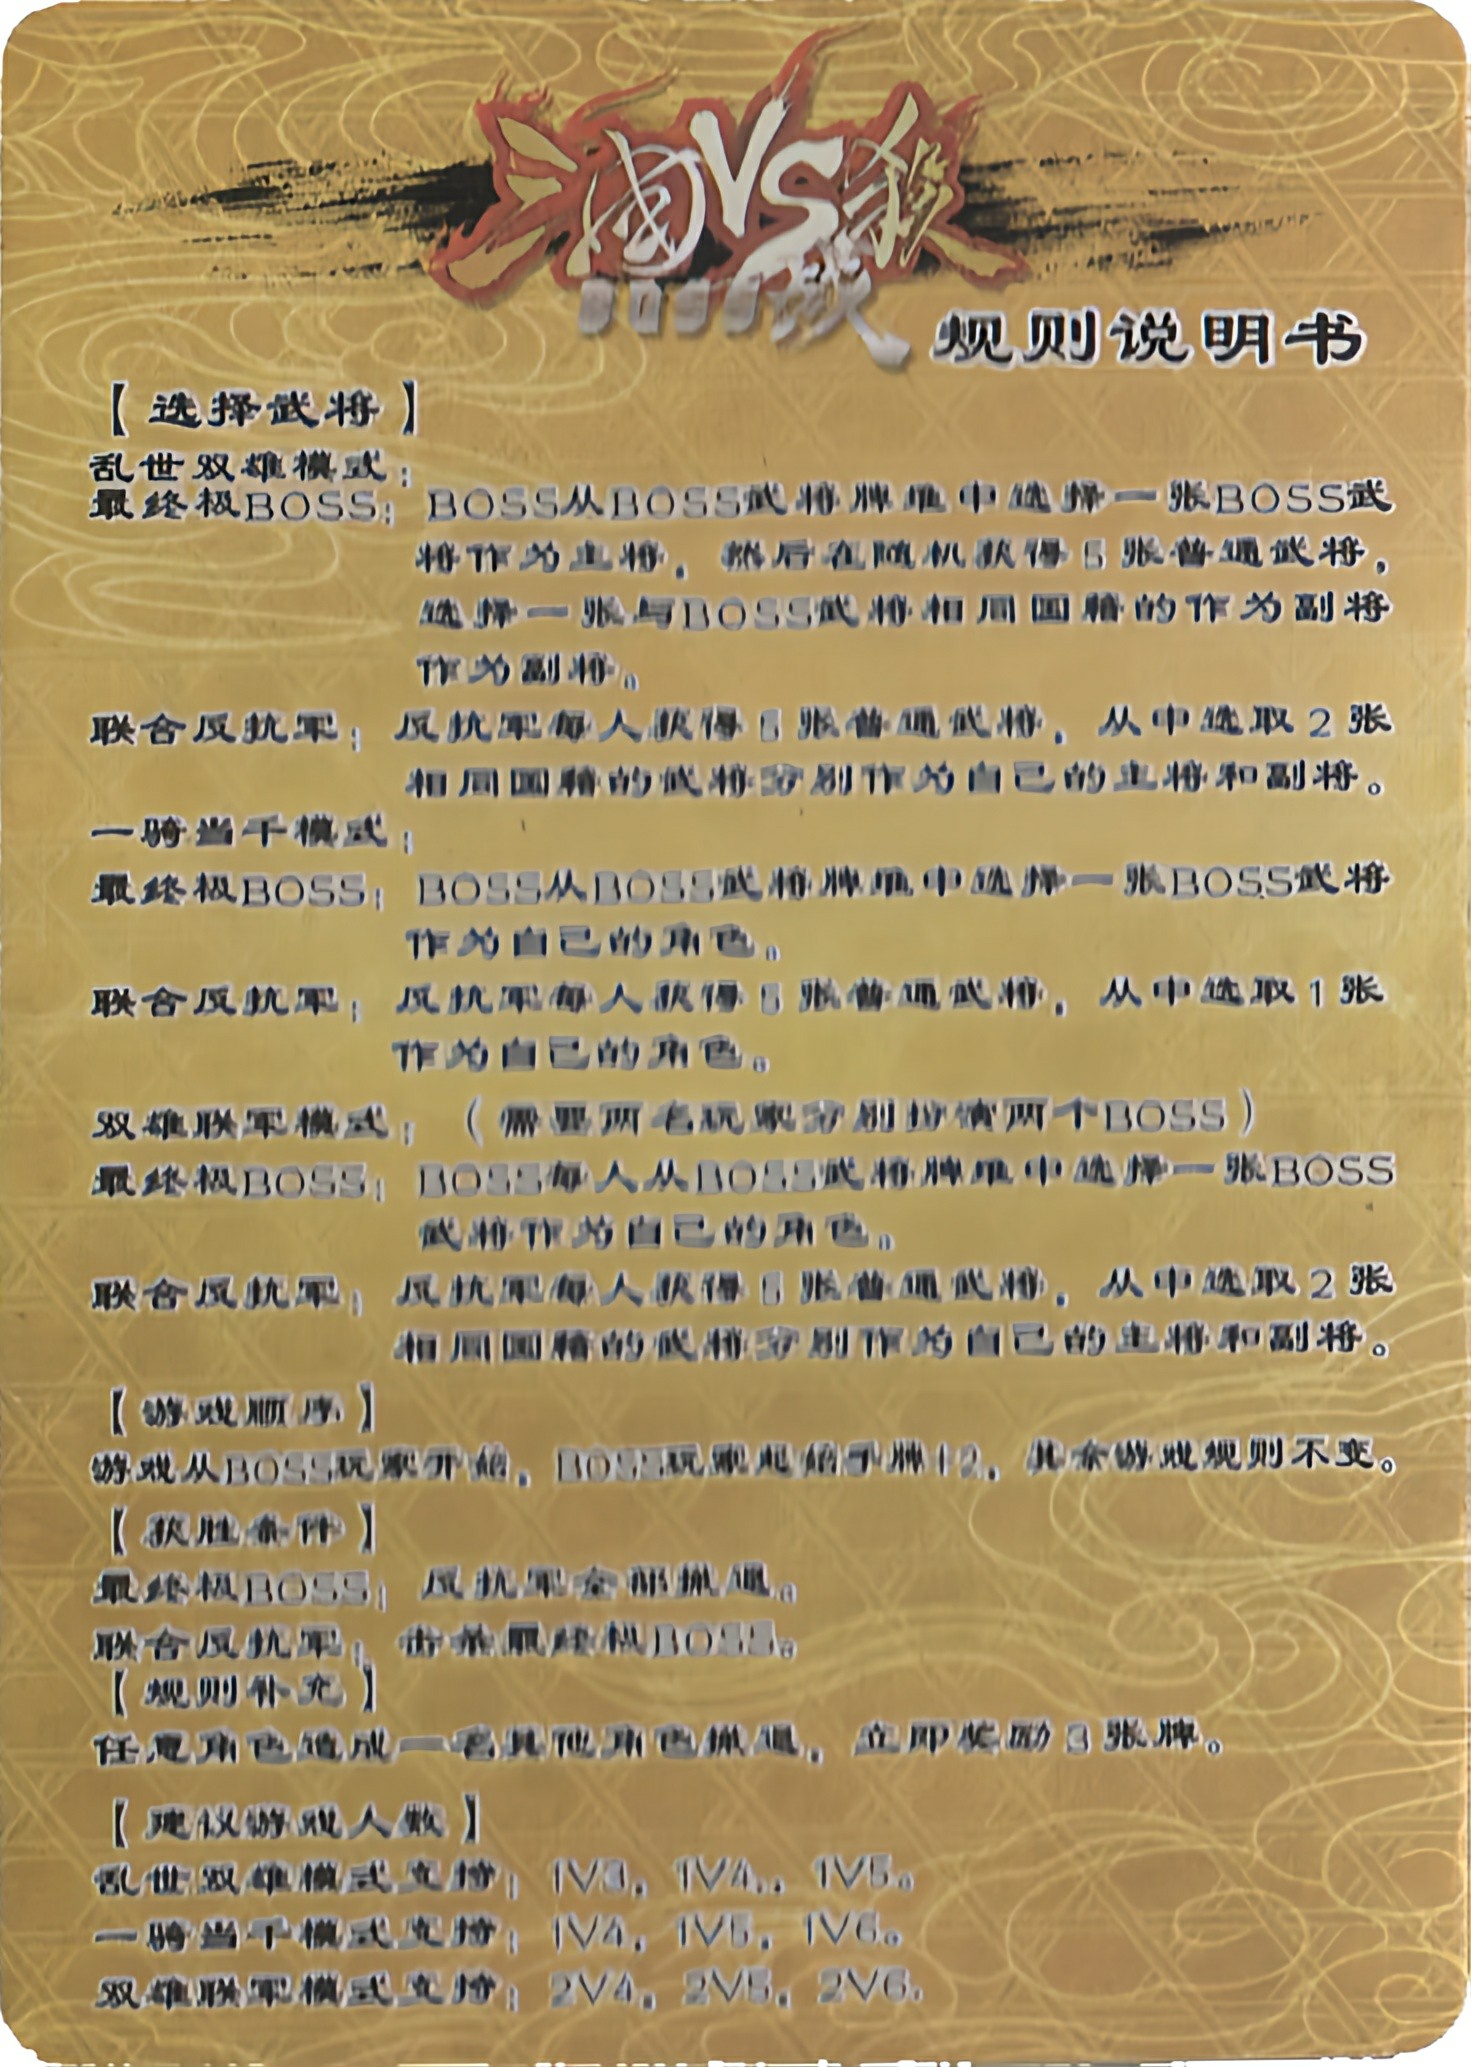 三国VS杀
BOSS战
规则说明书
【选择武将】
乱世双雄模式:
最终极BOSS: BOSS从BOSS武将牌堆中选择一张BOSS武
将作为主将,然后在随机获得5张普通武将,
选择一张与BOSS武将相同国籍的作为副将
作为副将。
联合反抗军: 反抗军每人获得5张普通武将,从中选取2张
相同国籍的武将分别作为自己的主将和副将。
一骑当千模式:
最终极BOSS: BOSS从BOSS武将牌堆中选择一张BOSS武将
作为自己的角色。
联合反抗军: 反抗军每人获得5张普通武将,从中选取1张
作为自己的角色。
双雄联军模式: (需要两名玩家分别扮演两个BOSS)
最终极BOSS: BOSS每人从BOSS武将牌堆中选择一张BOSS
武将作为自己的角色。
联合反抗军: 反抗军每人获得5张普通武将,从中选取2张
相同国籍的武将分别作为自己的主将和副将。
【游戏顺序】
游戏从BOSS玩家开始,BOSS玩家起始手牌+2,其余游戏规则不变。
【获胜条件】
最终极BOSS: 反抗军全部撤退。
联合反抗军: 击杀最终极BOSS。
【规则补充】
任意角色造成一名其他角色撤退,立即奖励3张牌。
【建议游戏人数】
乱世双雄模式支持: 1V3, 1V4,, 1V5。
一骑当千模式支持: 1V4, 1V5, 1V6。
双雄联军模式支持: 2V4, 2V5, 2V6.